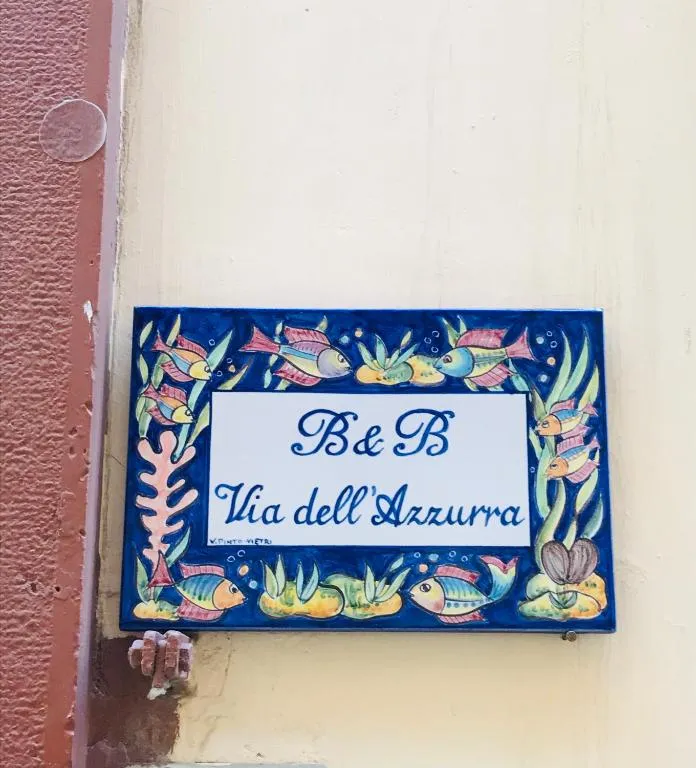 B & B
Via dell'Azzurra
V. PINTO-VIETRI